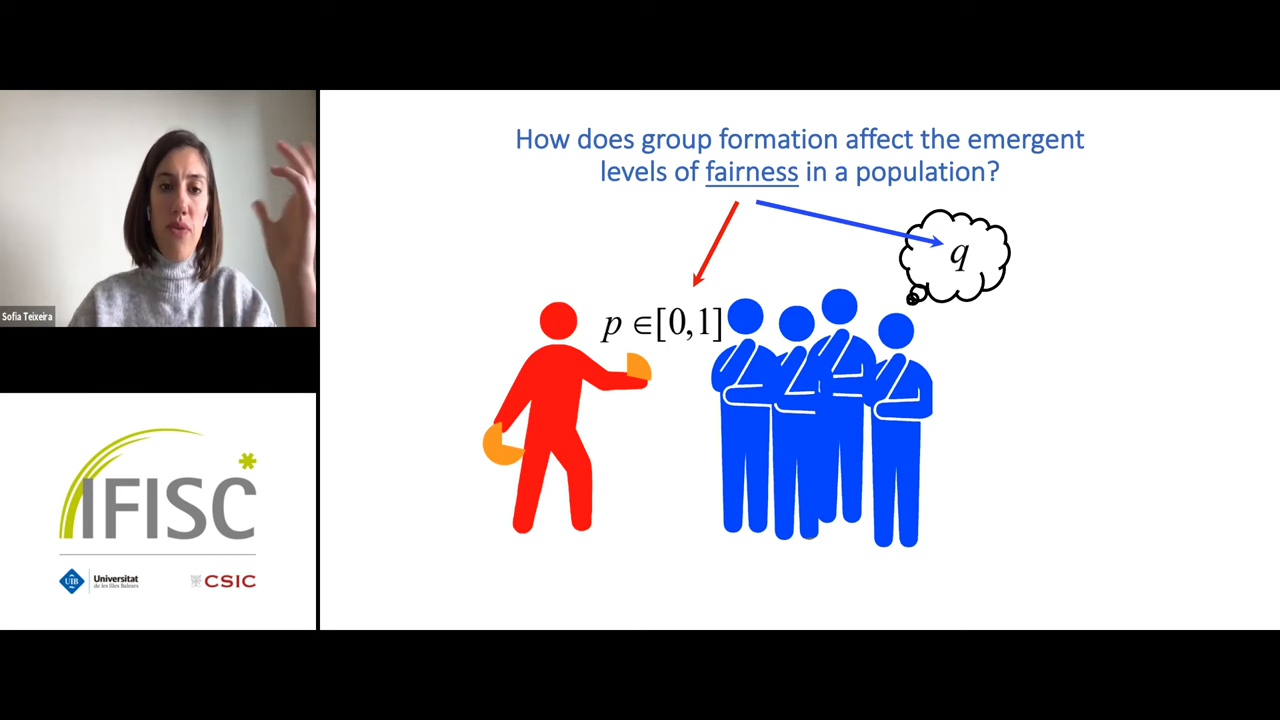 How does group formation affect the emergent
levels of fairness in a population?
q
p ∈[0,1]
Sofia Teixeira
IFISC
UIB
Universitat
de les Illes Balears
CSIC